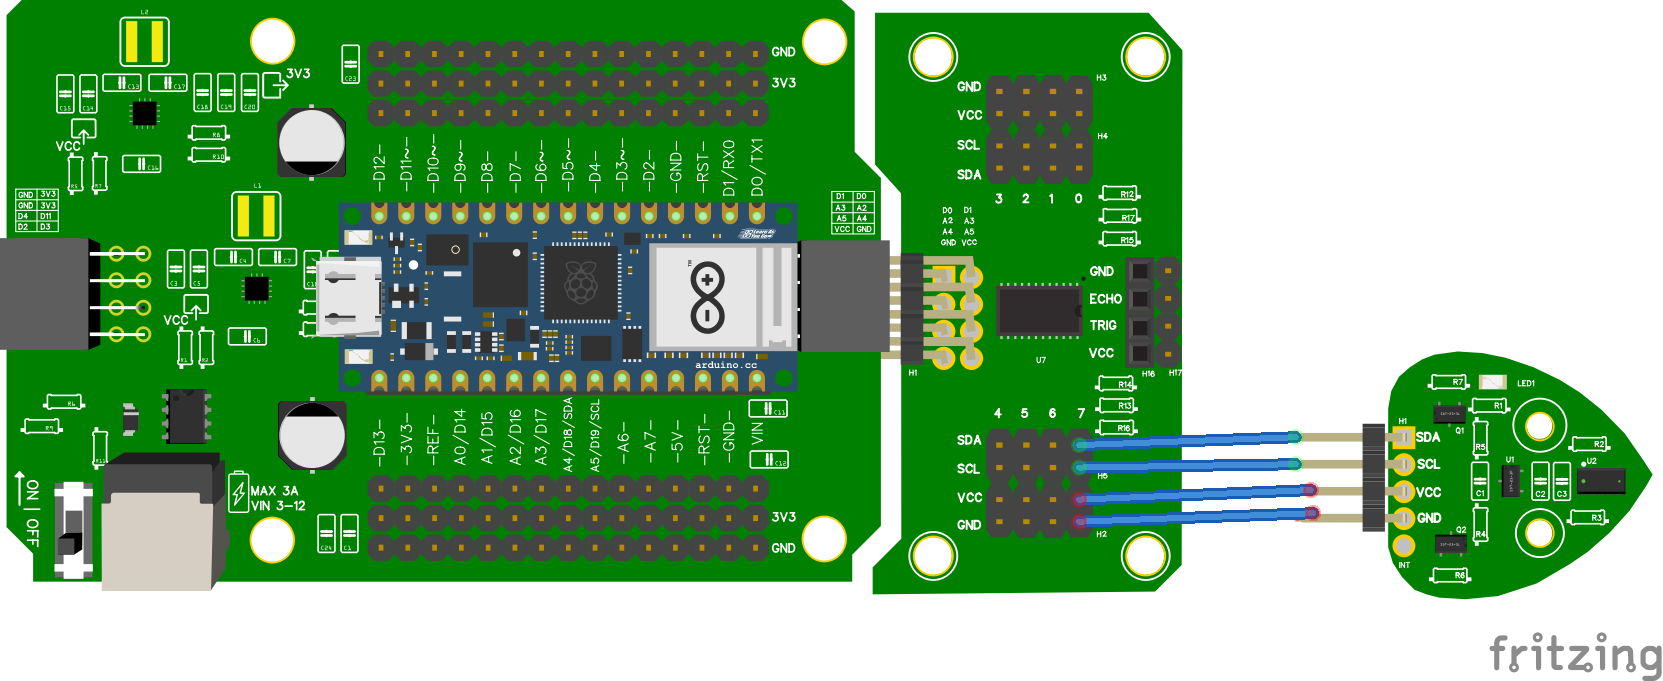 L2
GND
3V3
C23
3V3
C15
C14
C13
C17
C18
C19
C20
VCC
R8
R10
C16
R5
R7
-D12-
-D11~-
-D10~-
-D9~-
-D8-
-D7-
-D6~-
-D5~-
-D4-
-D3~-
-D2-
-GND-
-RST-
D1/RX0
D0/TX1
GND 3V3
GND 3V3
D4 D11
D2 D3
L1
D1 D0
A3 A2
A5 A4
VCC GND
C3
C5
C4
C7
VCC
R1
R2
C6
arduino.cc
-D13-
-3V3-
-REF-
A0/D14
A1/D15
A2/D16
A3/D17
A4/D18/SDA
A5/D19/SCL
-A6-
-A7-
-5V-
-RST-
-GND-
VIN
C11
C12
R6
R9
R11
ON | OFF
MAX 3A
VIN 3-12
C24
C1
3V3
GND
H3
GND
VCC
H4
SCL
SDA
3 2 1 0
R12
R17
R15
D0 D1
A2 A3
A4 A5
GND VCC
H1
U7
GND
ECHO
TRIG
VCC
H16
H17
R14
R13
R16
4 5 6 7
SDA
SCL
H5
VCC
GND
H2
R7
LED1
R1
Q1
H1
SDA
SCL
VCC
GND
INT
R5
R2
U1
U2
C1
C2
C3
R3
R4
Q2
R6
fritzing